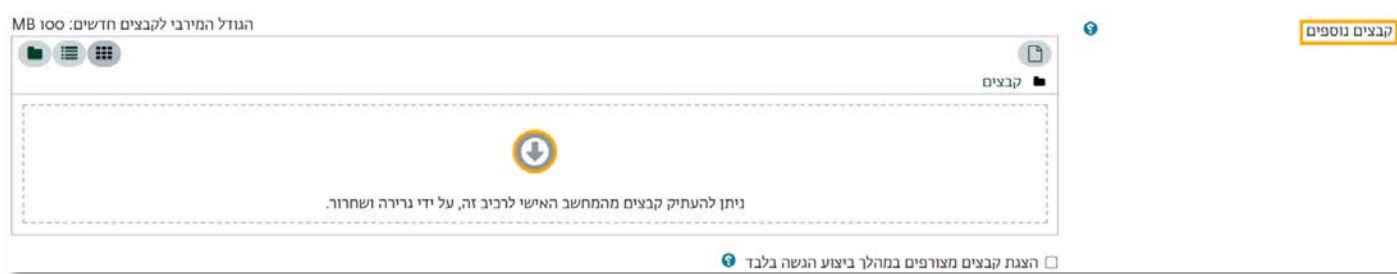 קבצים נוספים
הגודל המירבי לקבצים חדשים: 100 MB
קבצים
ניתן להעתיק קבצים מהמחשב האישי לרכיב זה, על ידי גרירה ושחרור.
הצגת קבצים מצורפים במהלך ביצוע הגשה בלבד